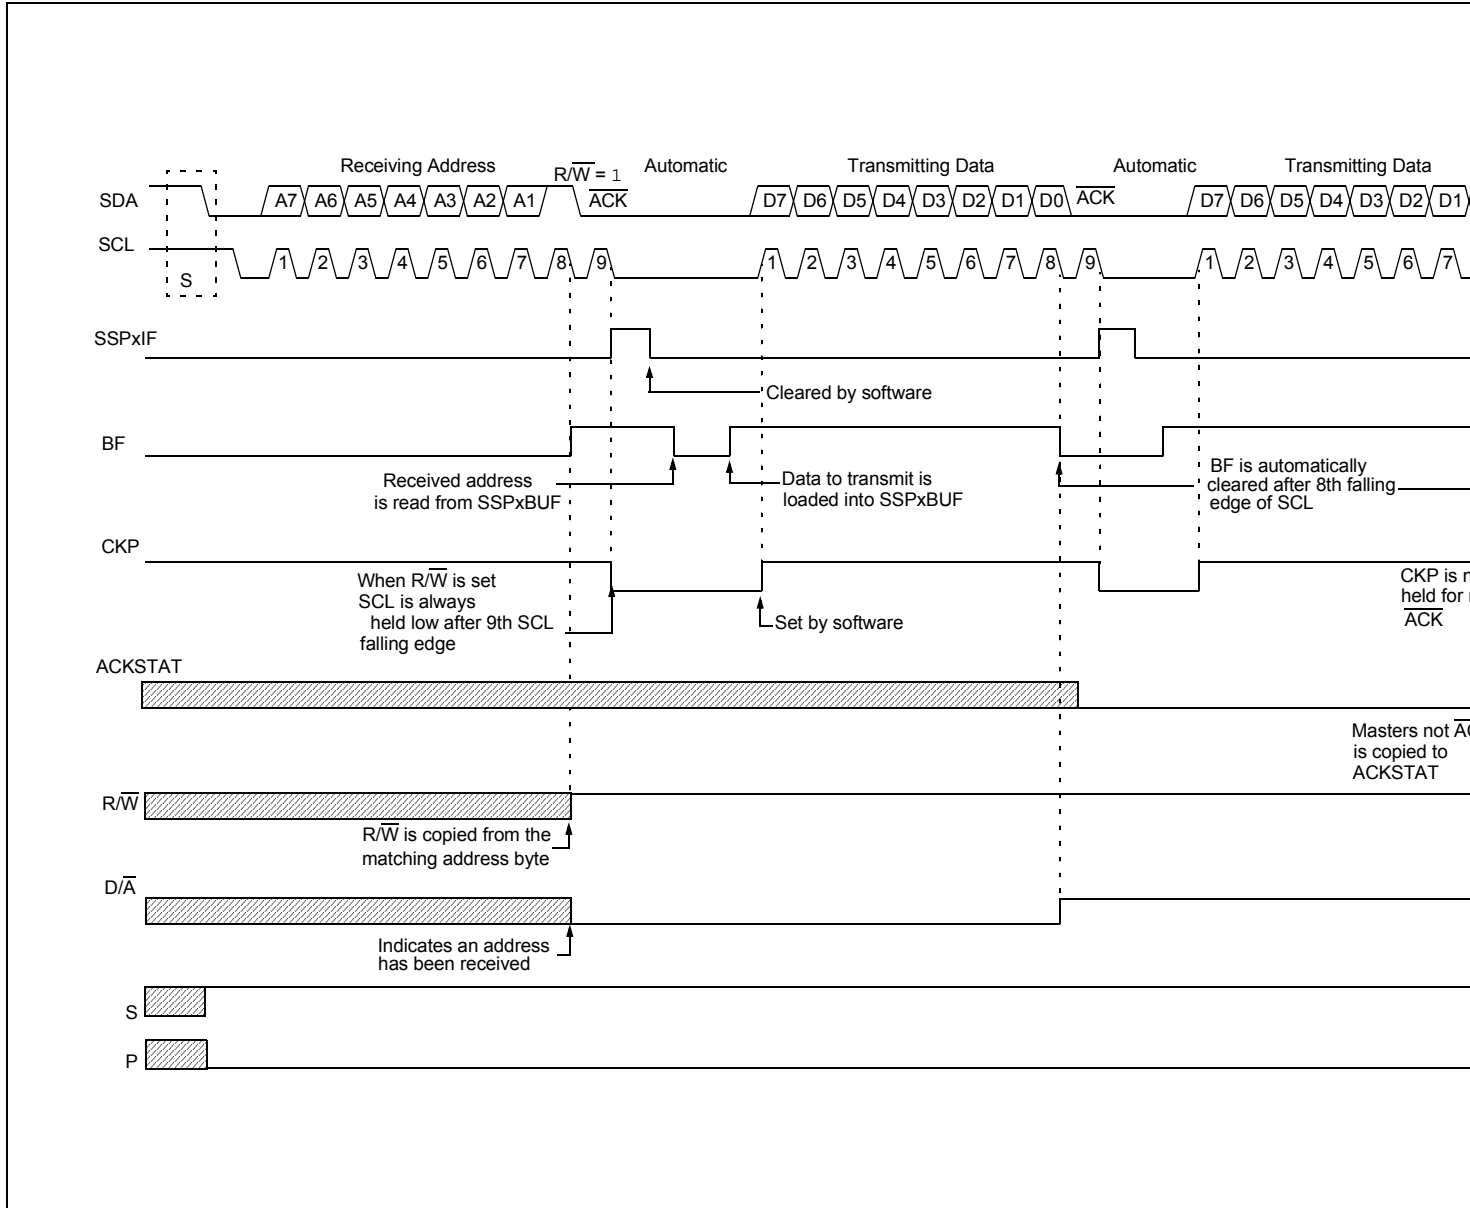 Receiving Address
R/W̅ = 1
Automatic
Transmitting Data
Automatic
Transmitting Data
SDA
A7 A6 A5 A4 A3 A2 A1
A̅C̅K̅
D7 D6 D5 D4 D3 D2 D1 D0
A̅C̅K̅
D7 D6 D5 D4 D3 D2 D1
SCL
1 2 3 4 5 6 7 8 9
1 2 3 4 5 6 7 8 9
1 2 3 4 5 6 7
S
SSPxIF
Cleared by software
BF
Received address
is read from SSPxBUF
Data to transmit is
loaded into SSPxBUF
BF is automatically
cleared after 8th falling
edge of SCL
CKP
When R/W̅ is set
SCL is always
held low after 9th SCL
falling edge
Set by software
CKP is
held for
A̅C̅K̅
ACKSTAT
Masters not
is copied to
ACKSTAT
R/W̅
R/W̅ is copied from the
matching address byte
D/A̅
Indicates an address
has been received
S
P